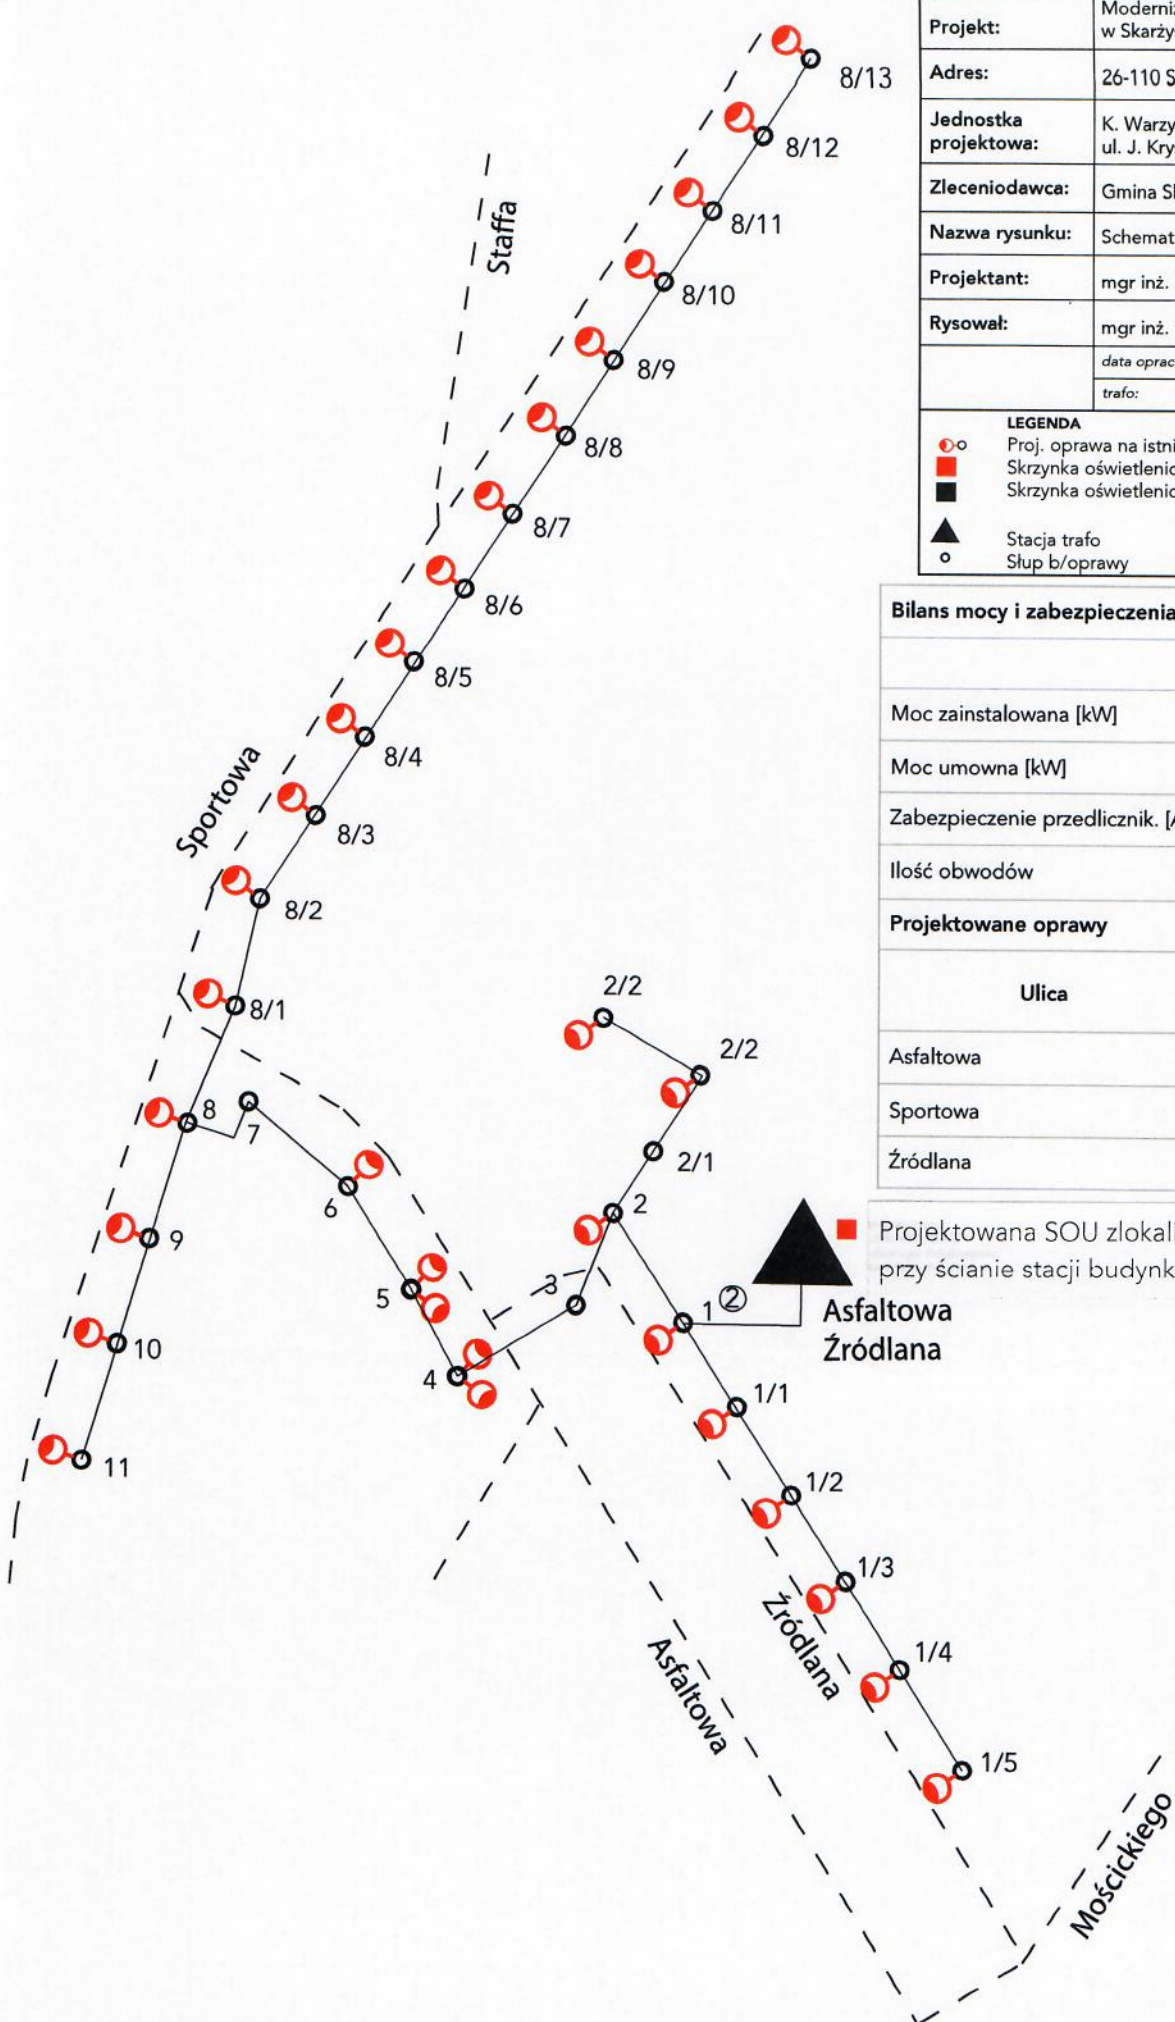 Projekt:
Moderniz
w Skarży
Adres:
26-110 S
Jednostka
projektowa:
K. Warzy
ul. J. Kry
Zleceniodawca:
Gmina Sk
Nazwa rysunku:
Schemat
Projektant:
mgr inż.
Rysował:
mgr inż.
data oprac
trafo:
LEGENDA
Proj. oprawa na istni
Skrzynka oświetlenio
Skrzynka oświetlenio
Stacja trafo
Słup b/oprawy
Bilans mocy i zabezpieczenia
Moc zainstalowana [kW]
Moc umowna [kW]
Zabezpieczenie przedlicznik. [A
Ilość obwodów
Projektowane oprawy
Ulica
Asfaltowa
Sportowa
Źródlana
Projektowana SOU zlokali
przy ścianie stacji budynk
Asfaltowa
Źródlana
8/13
8/12
8/11
8/10
8/9
8/8
8/7
8/6
8/5
8/4
8/3
8/2
8/1
Staffa
Sportowa
8
7
6
5
4
3
9
10
11
2/2
2/2
2/1
2
1
2
1/1
1/2
1/3
1/4
1/5
Źródlana
Asfaltowa
Mościckiego